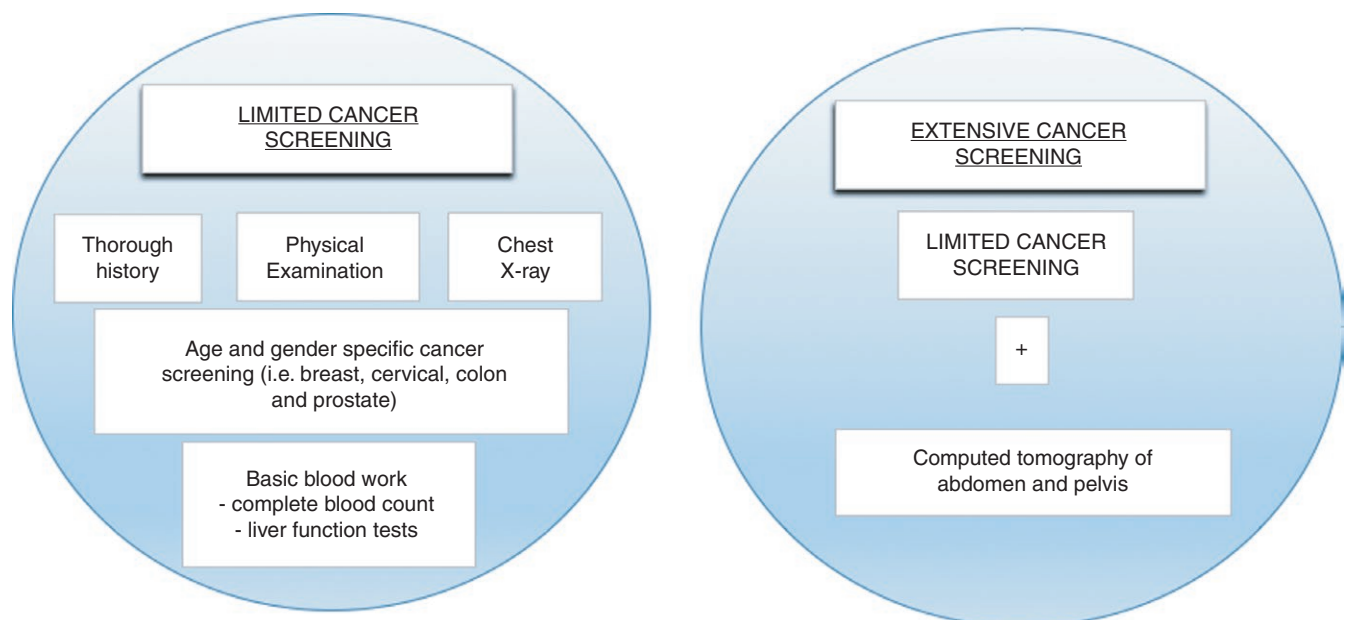 LIMITED CANCER
SCREENING
Thorough
history
Physical
Examination
Chest
X-ray
Age and gender specific cancer
screening (i.e. breast, cervical, colon
and prostate)
Basic blood work
- complete blood count
- liver function tests
EXTENSIVE CANCER
SCREENING
LIMITED CANCER
SCREENING
+
Computed tomography of
abdomen and pelvis